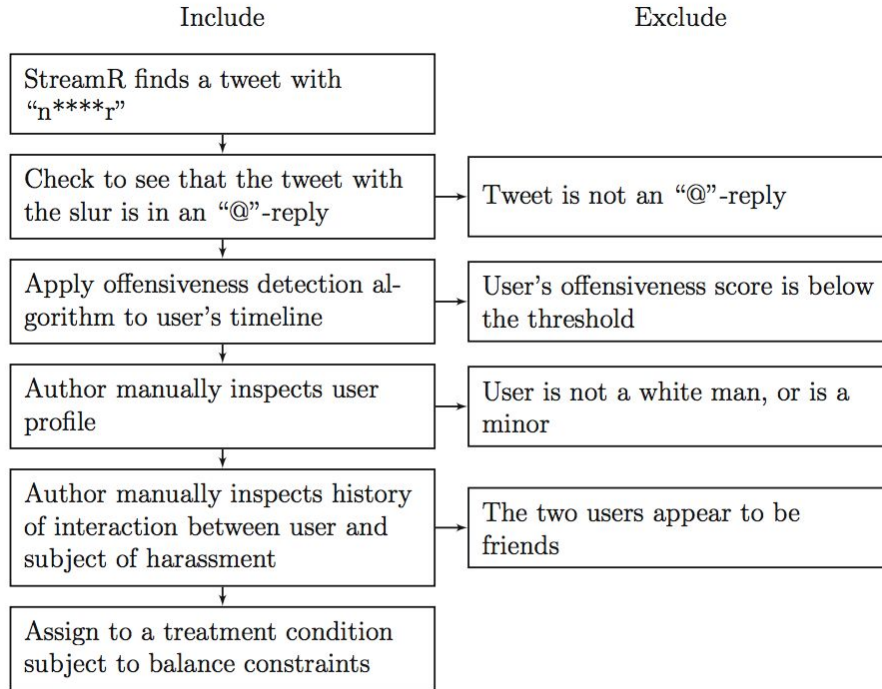 Include
Exclude
StreamR finds a tweet with
“n****r”
Check to see that the tweet with
the slur is in an “@”-reply
Tweet is not an “@”-reply
Apply offensiveness detection al-
gorithm to user’s timeline
User’s offensiveness score is below
the threshold
Author manually inspects user
profile
User is not a white man, or is a
minor
Author manually inspects history
of interaction between user and
subject of harassment
The two users appear to be
friends
Assign to a treatment condition
subject to balance constraints